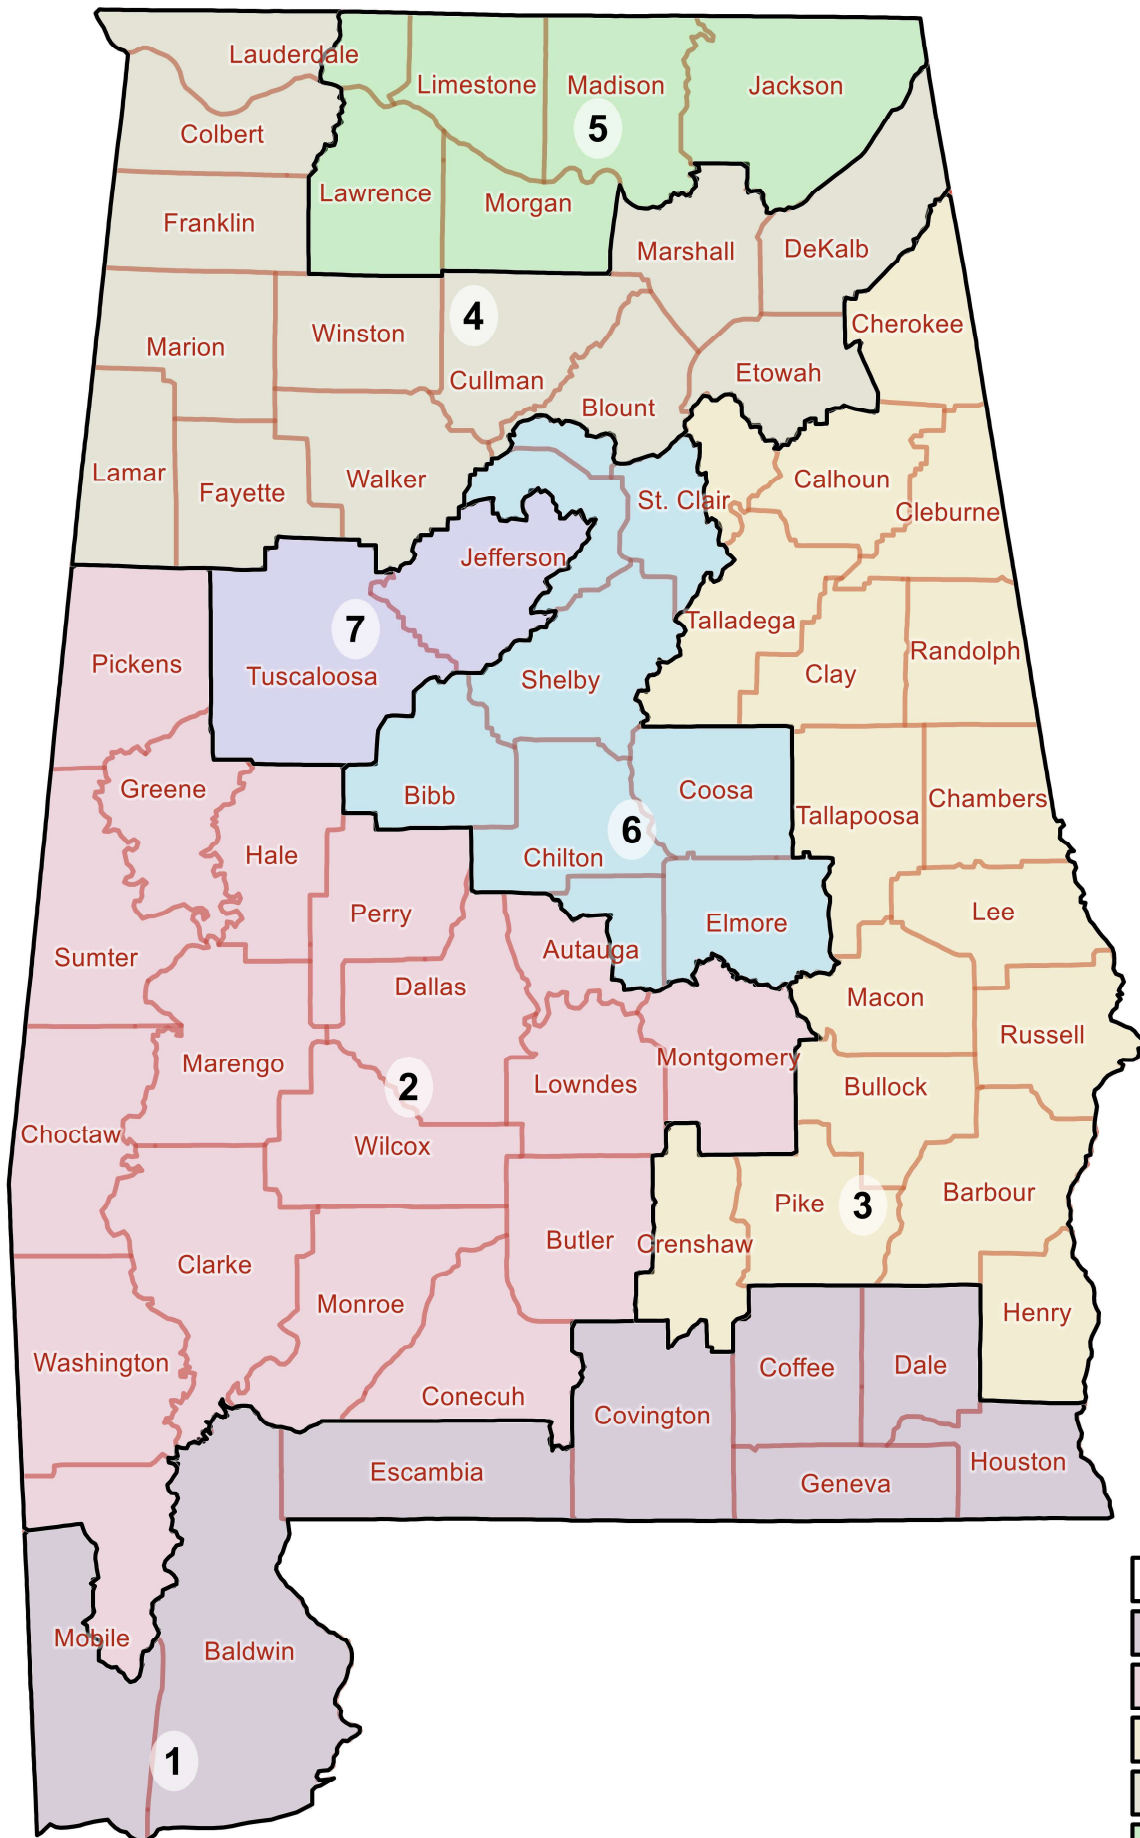 Lauderdale
Limestone
Madison
Jackson
5
Colbert
Lawrence
Morgan
Franklin
Marshall
DeKalb
4
Cherokee
Winston
Marion
Cullman
Etowah
Blount
Lamar
Fayette
Walker
Calhoun
St. Clair
Cleburne
Jefferson
7
Talladega
Randolph
Pickens
Tuscaloosa
Shelby
Clay
Greene
Bibb
Coosa
Chambers
Tallapoosa
6
Hale
Chilton
Perry
Lee
Elmore
Sumter
Autauga
Dallas
Macon
Russell
Marengo
Montgomery
2
Lowndes
Bullock
Choctaw
Wilcox
Barbour
Pike
3
Butler
Crenshaw
Clarke
Monroe
Henry
Washington
Coffee
Dale
Conecuh
Covington
Escambia
Houston
Geneva
Mobile
Baldwin
1